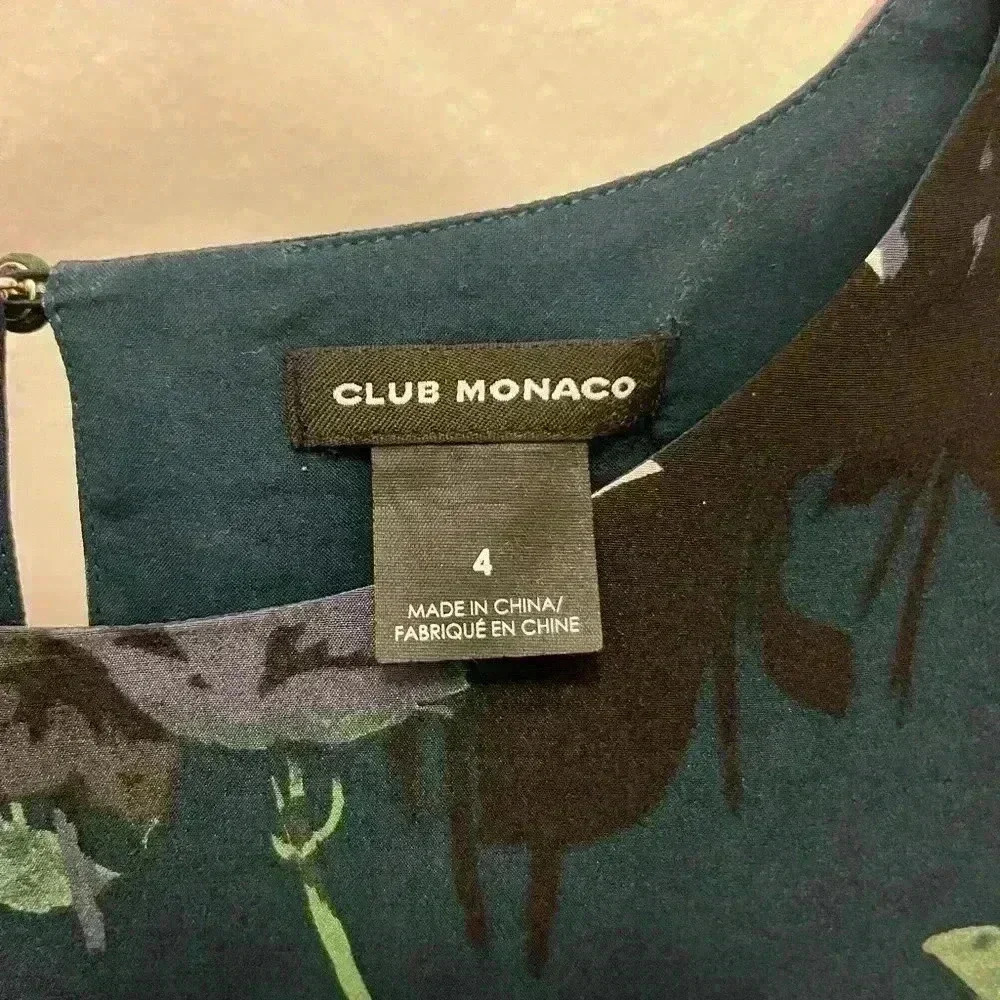 CLUB MONACO
4
MADE IN CHINA/
FABRIQUÉ EN CHINE